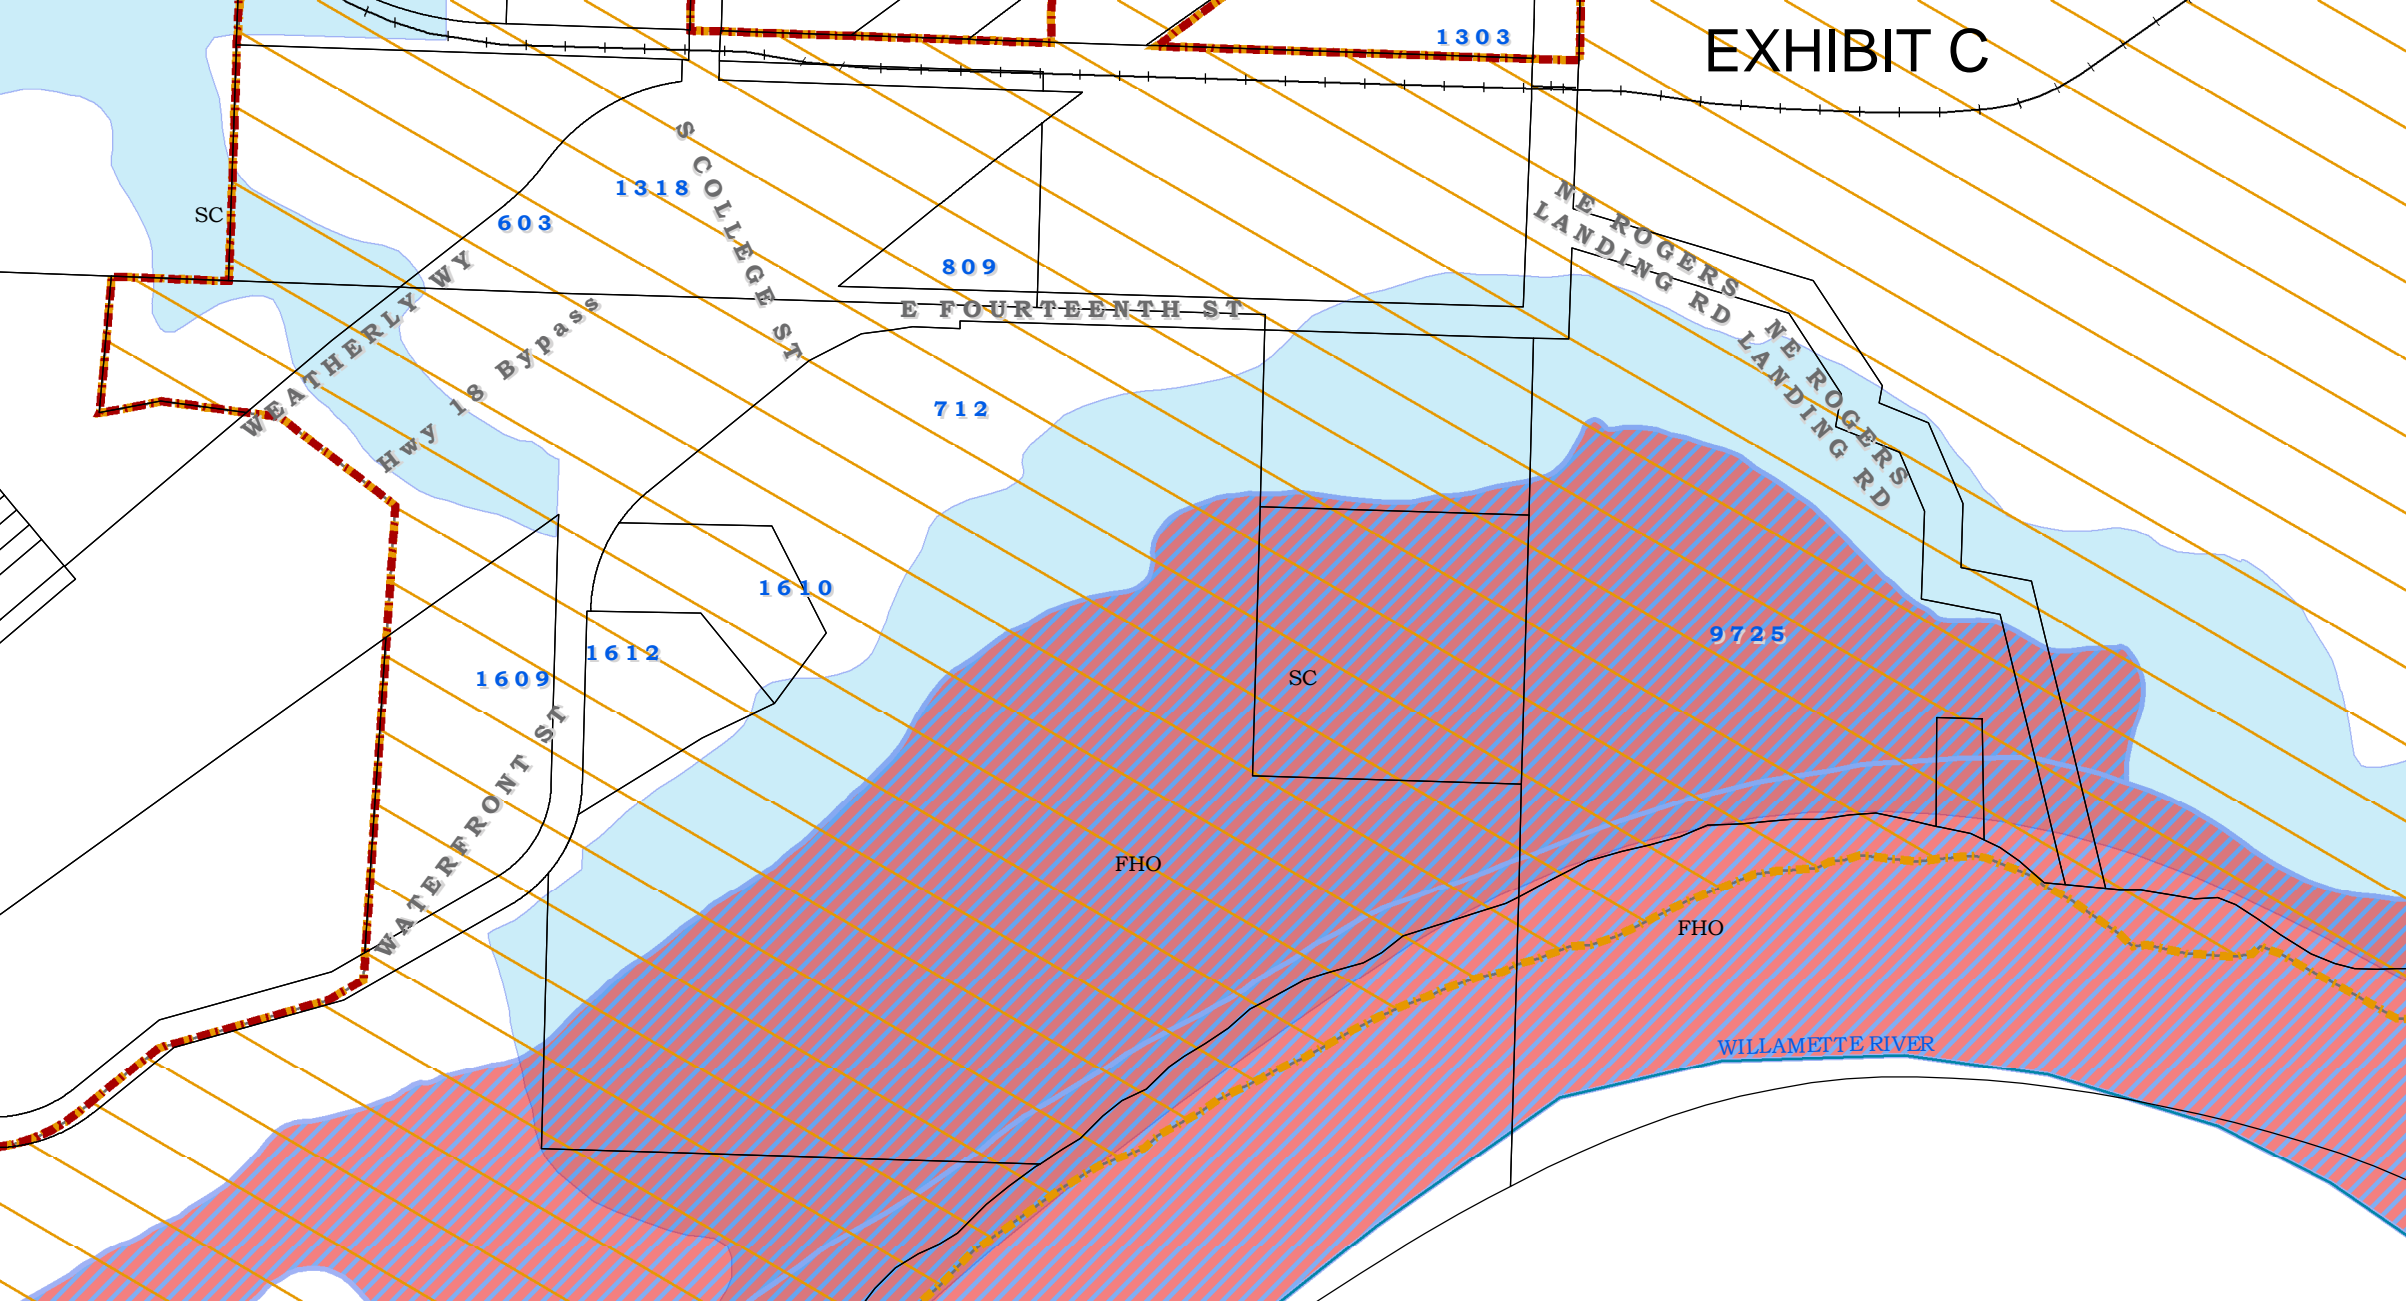 1303
EXHIBIT C
S COLLEGE ST
1318
SC
603
NE ROGERS
LANDING RD
809
WEATHERLY WY
E FOURTEENTH ST
Hwy 18 Bypass
NE ROGERS
LANDING RD
712
1610
9725
1612
1609
SC
WATERFRONT ST
FHO
FHO
WILLAMETTE RIVER